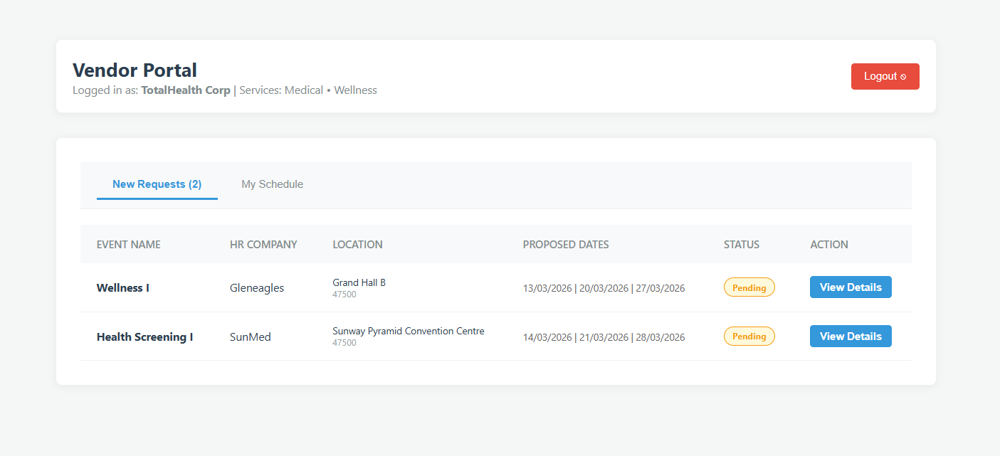 Vendor Portal
Logged in as: TotalHealth Corp | Services: Medical • Wellness
Logout
New Requests (2)
My Schedule
EVENT NAME HR COMPANY LOCATION PROPOSED DATES STATUS ACTION
Wellness I Gleneagles Grand Hall B 13/03/2026 | 20/03/2026 | 27/03/2026 Pending View Details
47500
Health Screening I SunMed Sunway Pyramid Convention Centre 14/03/2026 | 21/03/2026 | 28/03/2026 Pending View Details
47500